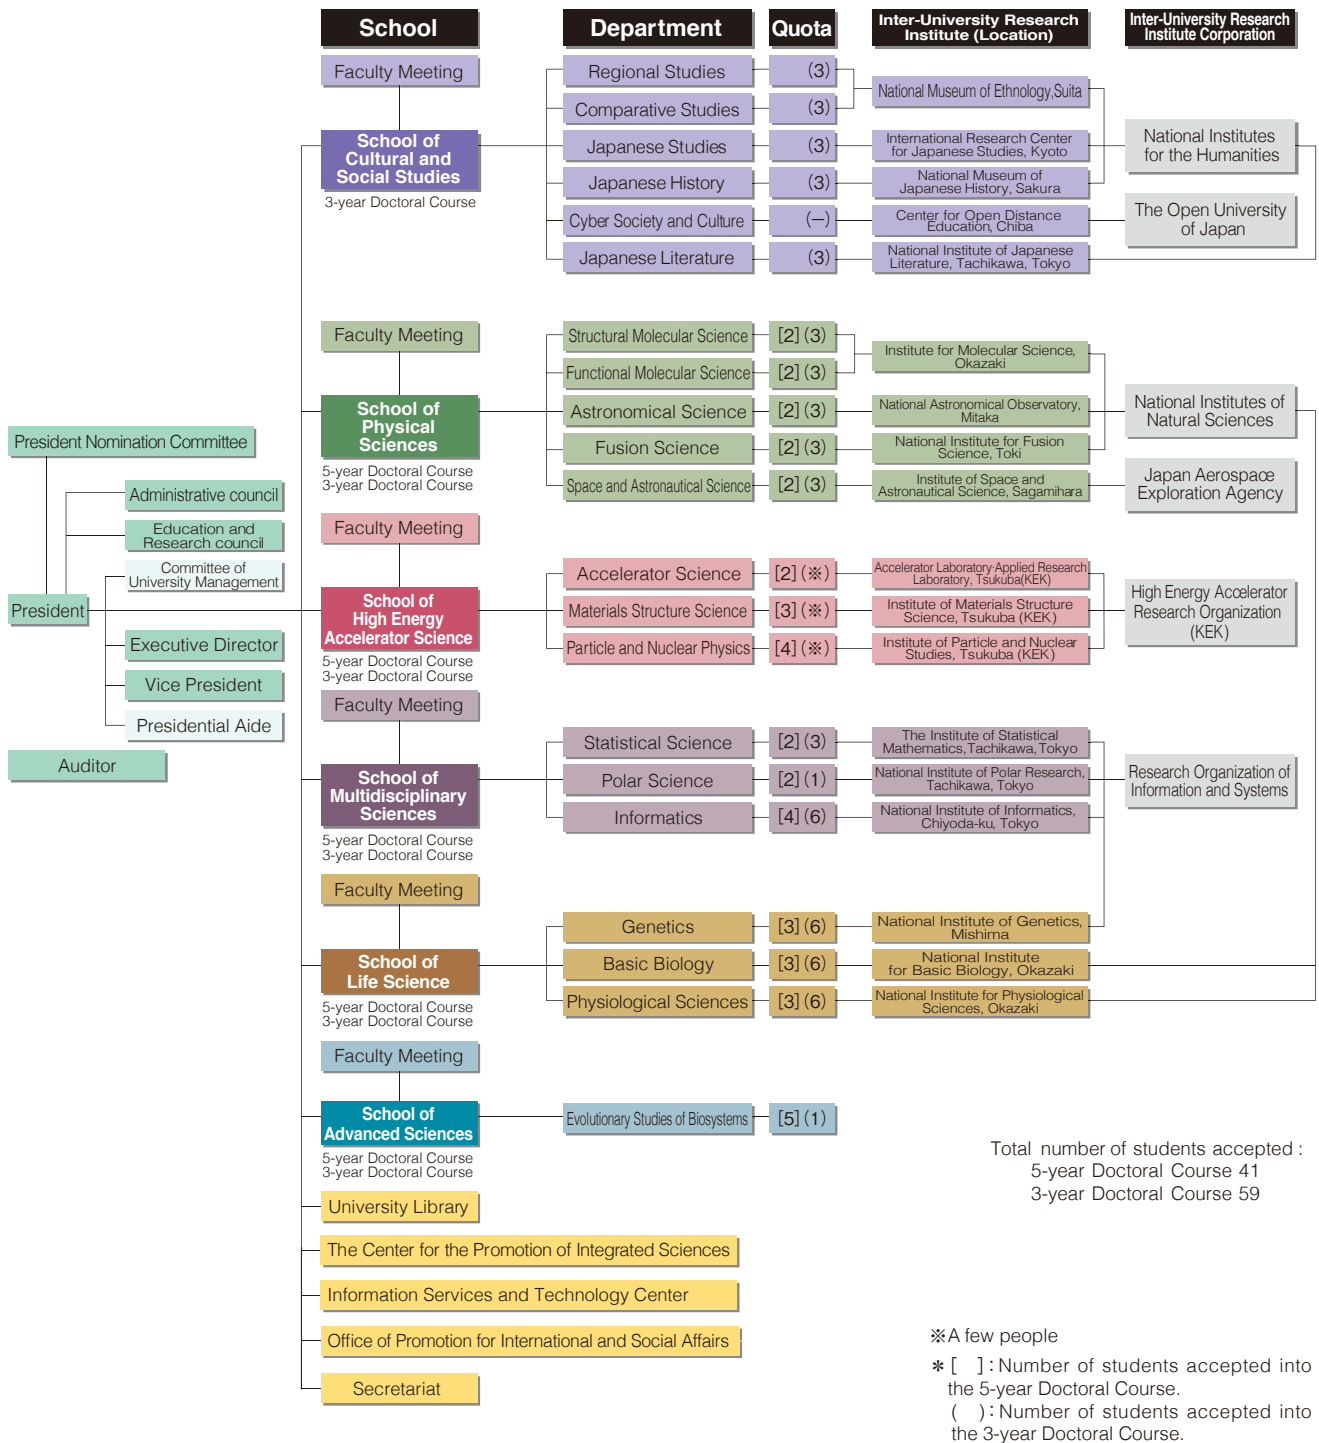 School
Department
Quota
Inter-University Research
Institute (Location)
Inter-University Research
Institute Corporation
Faculty Meeting
School of
Cultural and
Social Studies
3-year Doctoral Course
Regional Studies
(3)
Comparative Studies
(3)
National Museum of Ethnology,Suita
Japanese Studies
(3)
International Research Center
for Japanese Studies, Kyoto
Japanese History
(3)
National Museum of
Japanese History, Sakura
National Institutes
for the Humanities
Cyber Society and Culture
(—)
Center for Open Distance
Education, Chiba
The Open University
of Japan
Japanese Literature
(3)
National Institute of Japanese
Literature, Tachikawa, Tokyo
Faculty Meeting
School of
Physical
Sciences
5-year Doctoral Course
3-year Doctoral Course
Structural Molecular Science
[2](3)
Functional Molecular Science
[2](3)
Institute for Molecular Science,
Okazaki
Astronomical Science
[2](3)
National Astronomical Observatory,
Mitaka
Fusion Science
[2](3)
National Institute for Fusion
Science, Toki
National Institutes of
Natural Sciences
Space and Astronautical Science
[2](3)
Institute of Space and
Astronautical Science, Sagamihara
Japan Aerospace
Exploration Agency
President Nomination Committee
Administrative council
Education and
Research council
Committee of
University Management
President
Executive Director
Vice President
Presidential Aide
Auditor
Faculty Meeting
School of
High Energy
Accelerator Science
5-year Doctoral Course
3-year Doctoral Course
Accelerator Science
[2](※)
Accelerator Laboratory·Applied Research
Laboratory, Tsukuba(KEK)
Materials Structure Science
[3](※)
Institute of Materials Structure
Science, Tsukuba (KEK)
Particle and Nuclear Physics
[4](※)
Institute of Particle and Nuclear
Studies, Tsukuba (KEK)
High Energy Accelerator
Research Organization
(KEK)
Faculty Meeting
School of
Multidisciplinary
Sciences
5-year Doctoral Course
3-year Doctoral Course
Statistical Science
[2](3)
The Institute of Statistical
Mathematics,Tachikawa,Tokyo
Polar Science
[2](1)
National Institute of Polar Research,
Tachikawa, Tokyo
Informatics
[4](6)
National Institute of Informatics,
Chiyoda-ku, Tokyo
Research Organization of
Information and Systems
Faculty Meeting
School of
Life Science
5-year Doctoral Course
3-year Doctoral Course
Genetics
[3](6)
National Institute of Genetics,
Mishima
Basic Biology
[3](6)
National Institute
for Basic Biology, Okazaki
Physiological Sciences
[3](6)
National Institute for Physiological
Sciences, Okazaki
Faculty Meeting
School of
Advanced Sciences
5-year Doctoral Course
3-year Doctoral Course
Evolutionary Studies of Biosystems
[5](1)
Total number of students accepted :
5-year Doctoral Course 41
3-year Doctoral Course 59
University Library
The Center for the Promotion of Integrated Sciences
Information Services and Technology Center
Office of Promotion for International and Social Affairs
Secretariat
※A few people
＊[ ]:Number of students accepted into
the 5-year Doctoral Course.
( ):Number of students accepted into
the 3-year Doctoral Course.